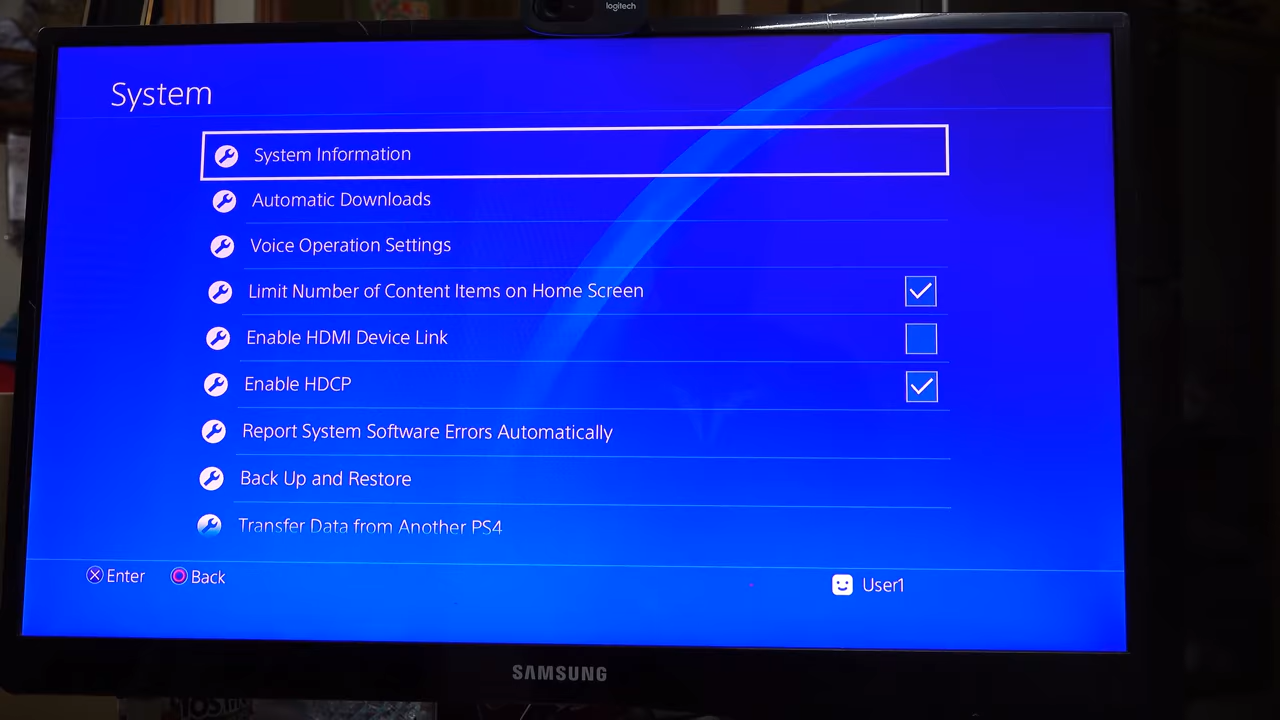 logitech
System
System Information
Automatic Downloads
Voice Operation Settings
Limit Number of Content Items on Home Screen
Enable HDMI Device Link
Enable HDCP
Report System Software Errors Automatically
Back Up and Restore
Transfer Data from Another PS4
Enter Back
User1
SAMSUNG